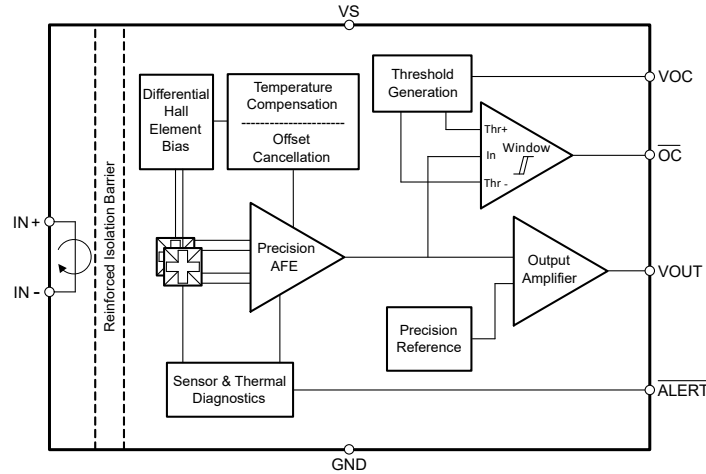 VS
Differential
Hall
Element
Bias
Temperature
Compensation
Offset
Cancellation
Threshold
Generation
VOC
Thr+
In
Thr -
Window
OC
IN+
IN-
Reinforced Isolation Barrier
Precision
AFE
Output
Amplifier
VOUT
Precision
Reference
Sensor & Thermal
Diagnostics
ALERT
GND